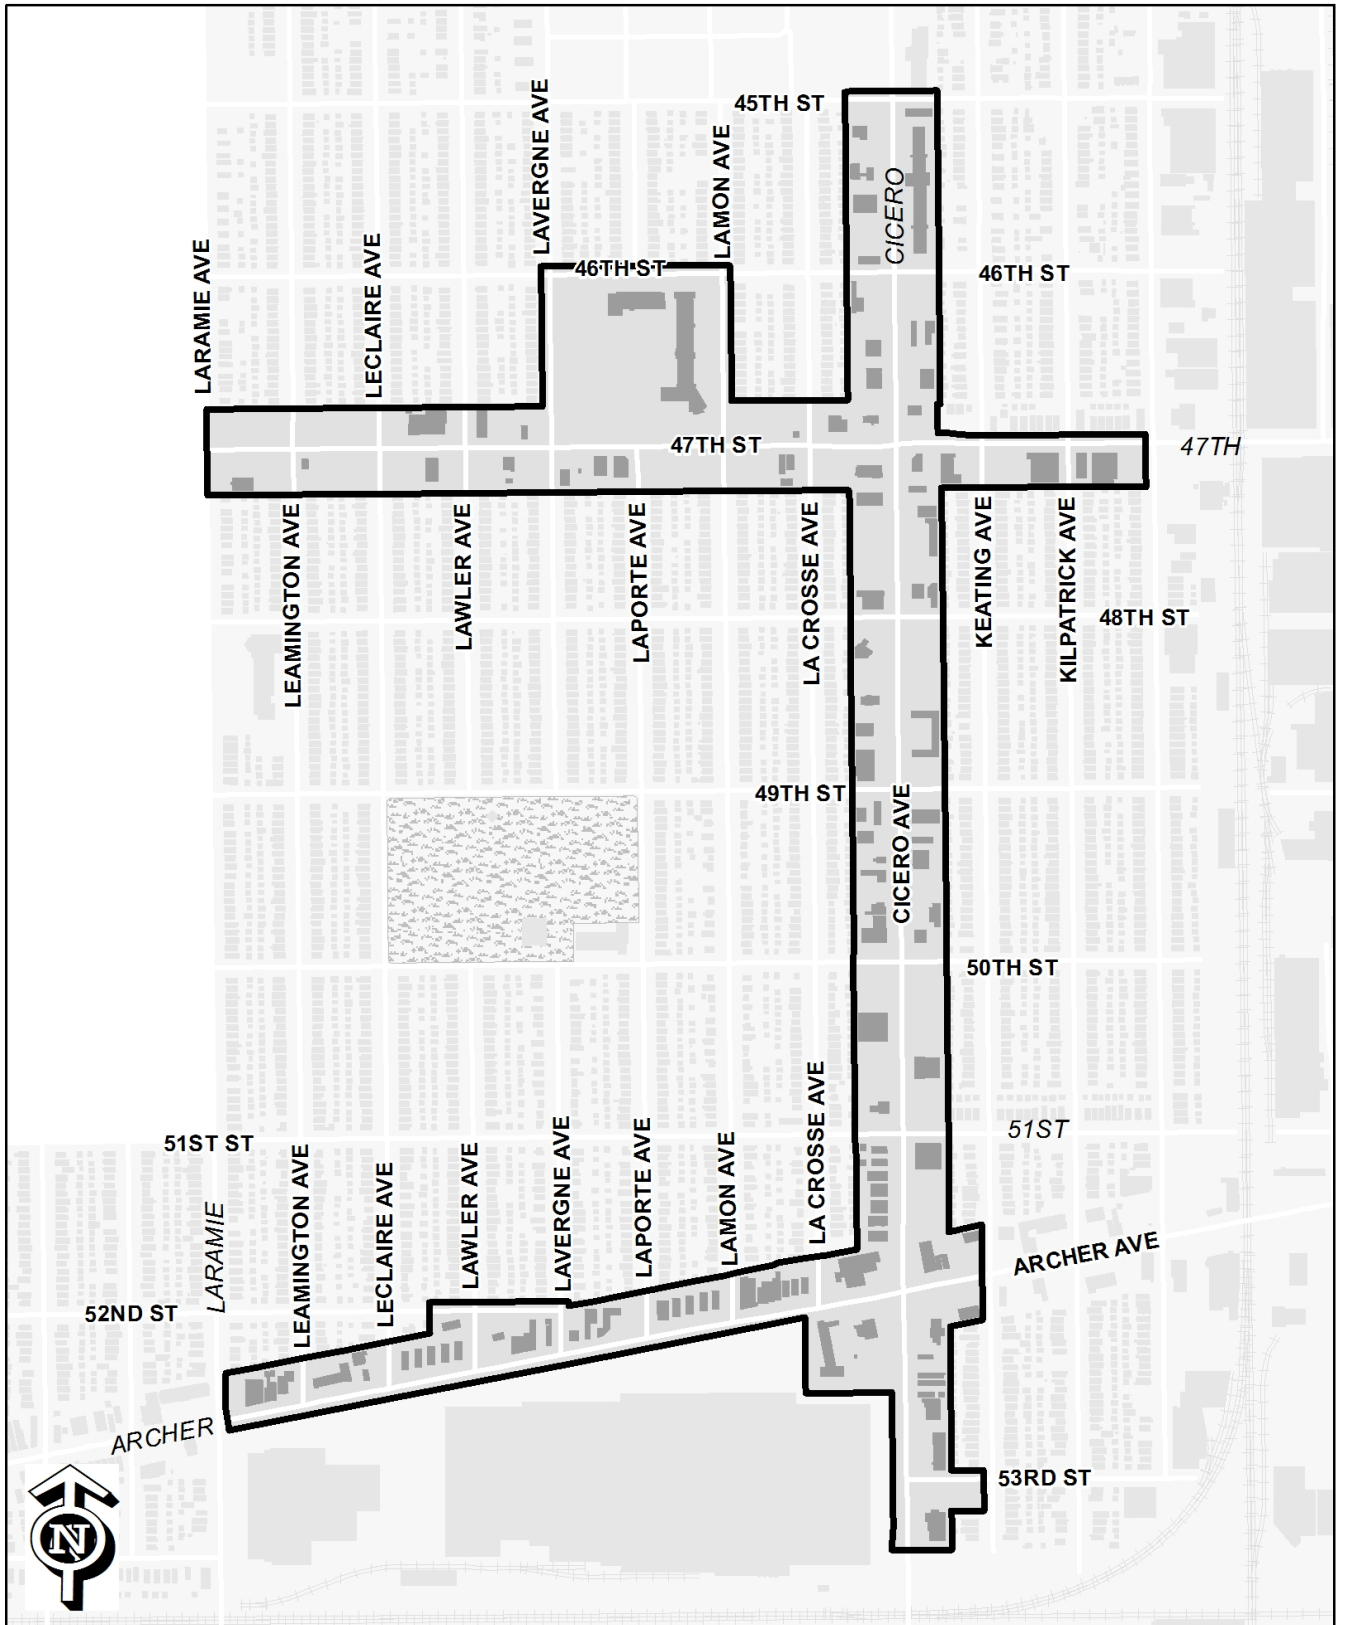 45TH ST
LAVERGNE AVE
LAMON AVE
CICERO
LARAMIE AVE
LECLAIRE AVE
46TH ST
46TH ST
47TH ST
47TH
LEAMINGTON AVE
LAWLER AVE
LAPORTE AVE
LA CROSSE AVE
KEATING AVE
KILPATRICK AVE
48TH ST
49TH ST
CICERO AVE
50TH ST
51ST ST
51ST
LARAMIE
LEAMINGTON AVE
LECLAIRE AVE
LAWLER AVE
LAVERGNE AVE
LAPORTE AVE
LAMON AVE
LA CROSSE AVE
ARCHER AVE
52ND ST
ARCHER
53RD ST
N